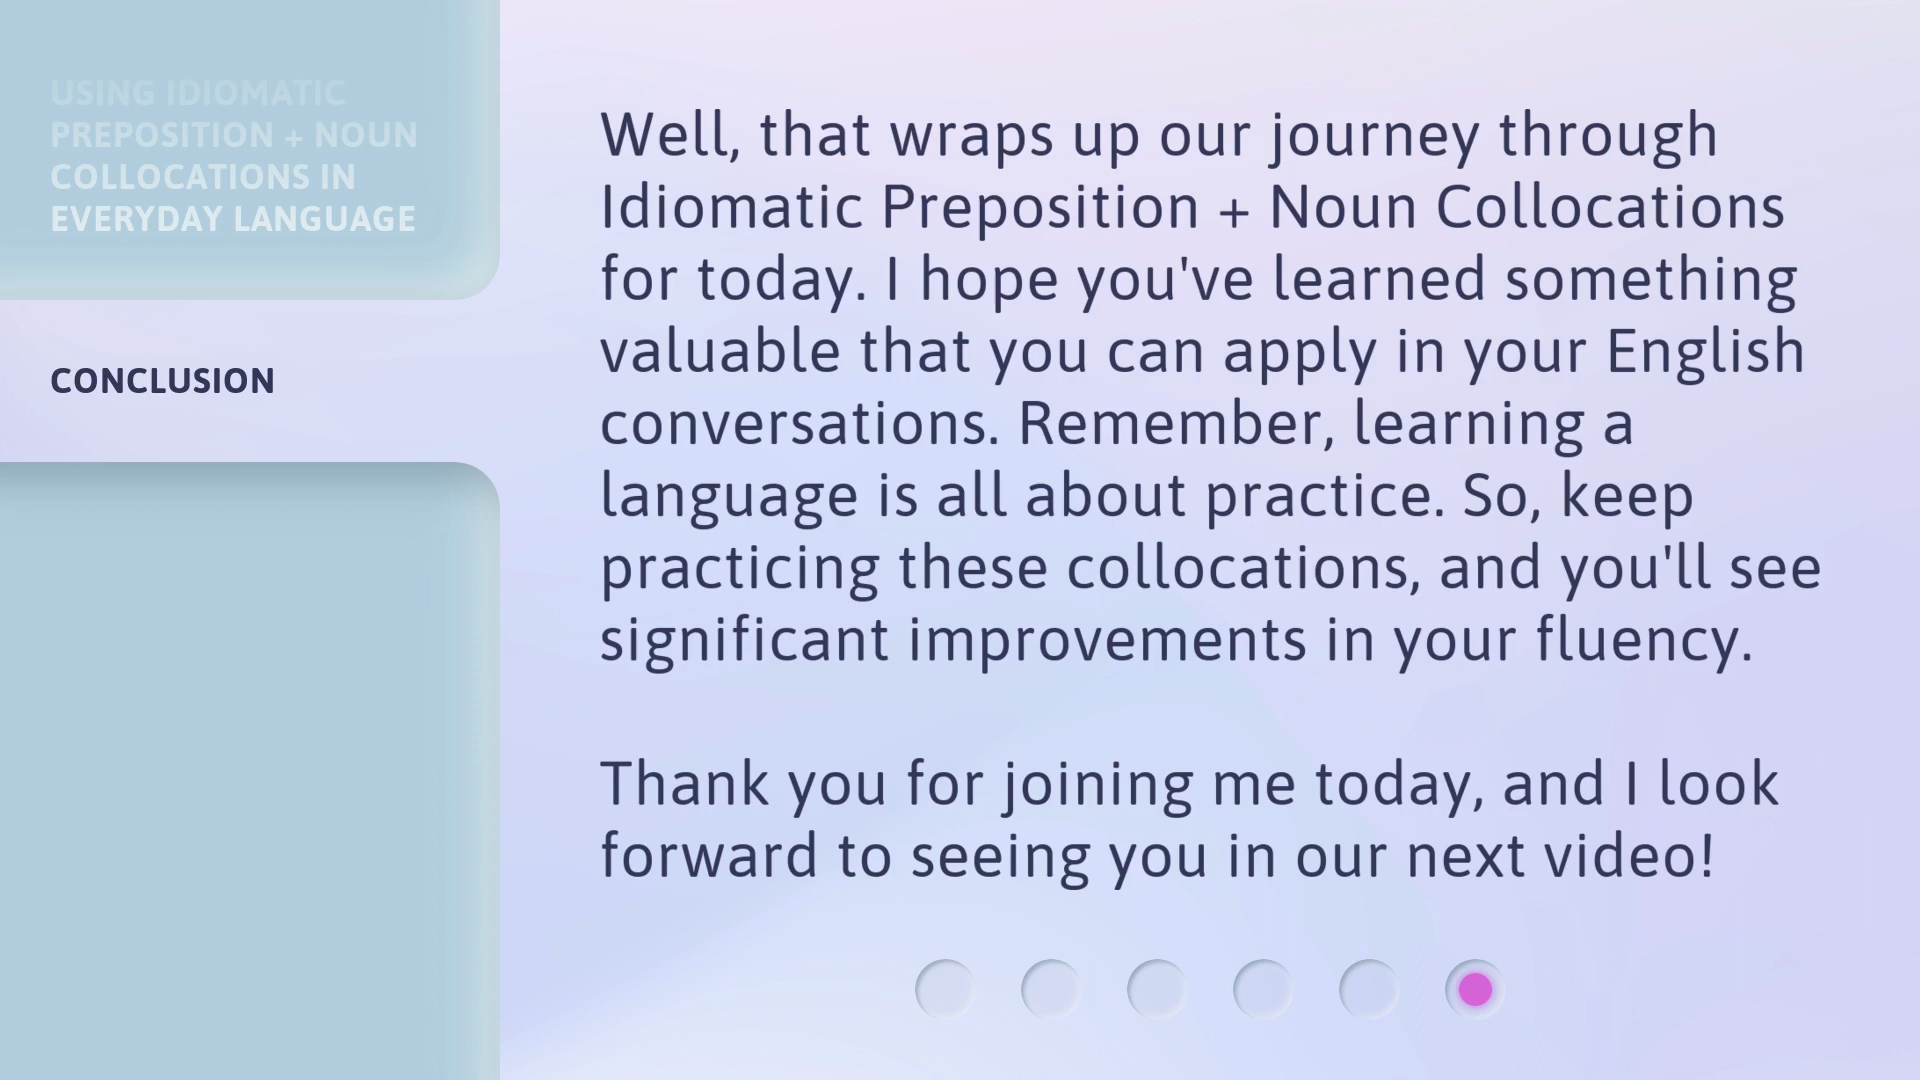 USING IDIOMATIC
PREPOSITION + NOUN
COLLOCATIONS IN
EVERYDAY LANGUAGE
CONCLUSION
Well, that wraps up our journey through
Idiomatic Preposition + Noun Collocations
for today. I hope you've learned something
valuable that you can apply in your English
conversations. Remember, learning a
language is all about practice. So, keep
practicing these collocations, and you'll see
significant improvements in your fluency.
Thank you for joining me today, and I look
forward to seeing you in our next video!